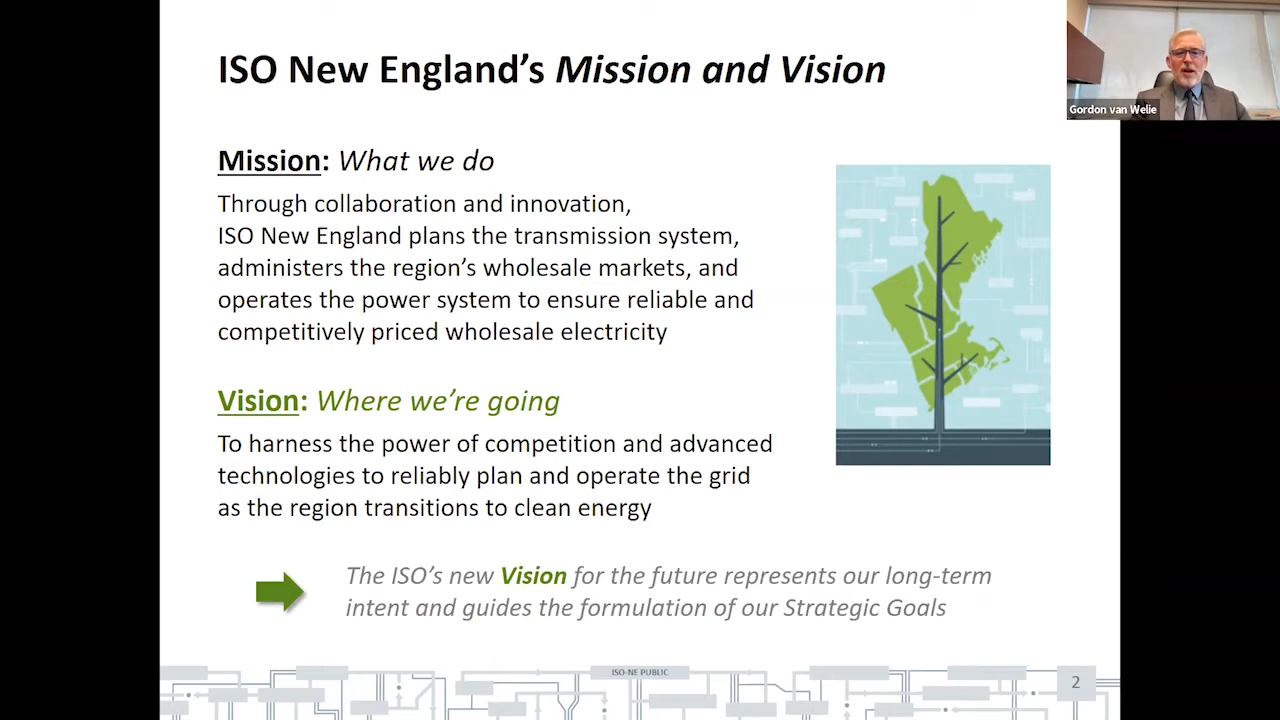 ISO New England’s Mission and Vision
Gordon van Welie
Mission: What we do
Through collaboration and innovation,
ISO New England plans the transmission system,
administers the region’s wholesale markets, and
operates the power system to ensure reliable and
competitively priced wholesale electricity
Vision: Where we’re going
To harness the power of competition and advanced
technologies to reliably plan and operate the grid
as the region transitions to clean energy
The ISO’s new Vision for the future represents our long-term
intent and guides the formulation of our Strategic Goals
ISO-NE PUBLIC
2